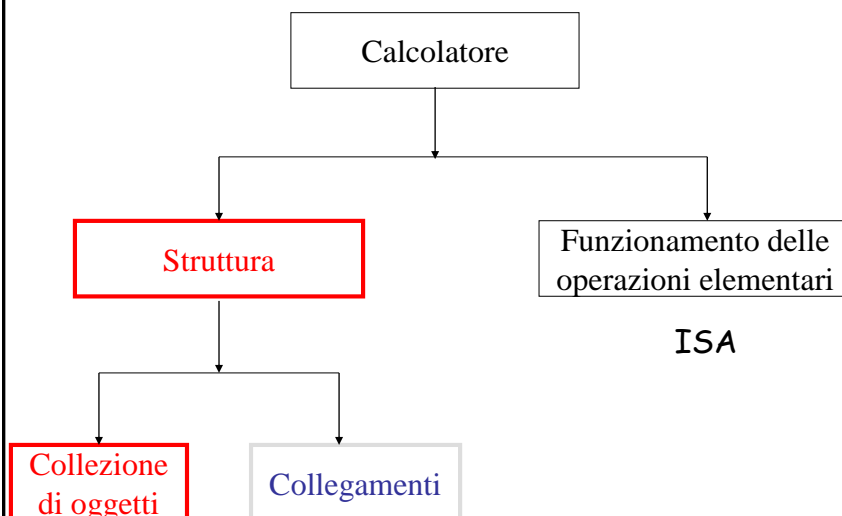 Calcolatore
Struttura
Funzionamento delle
operazioni elementari
ISA
Collezione
di oggetti
Collegamenti